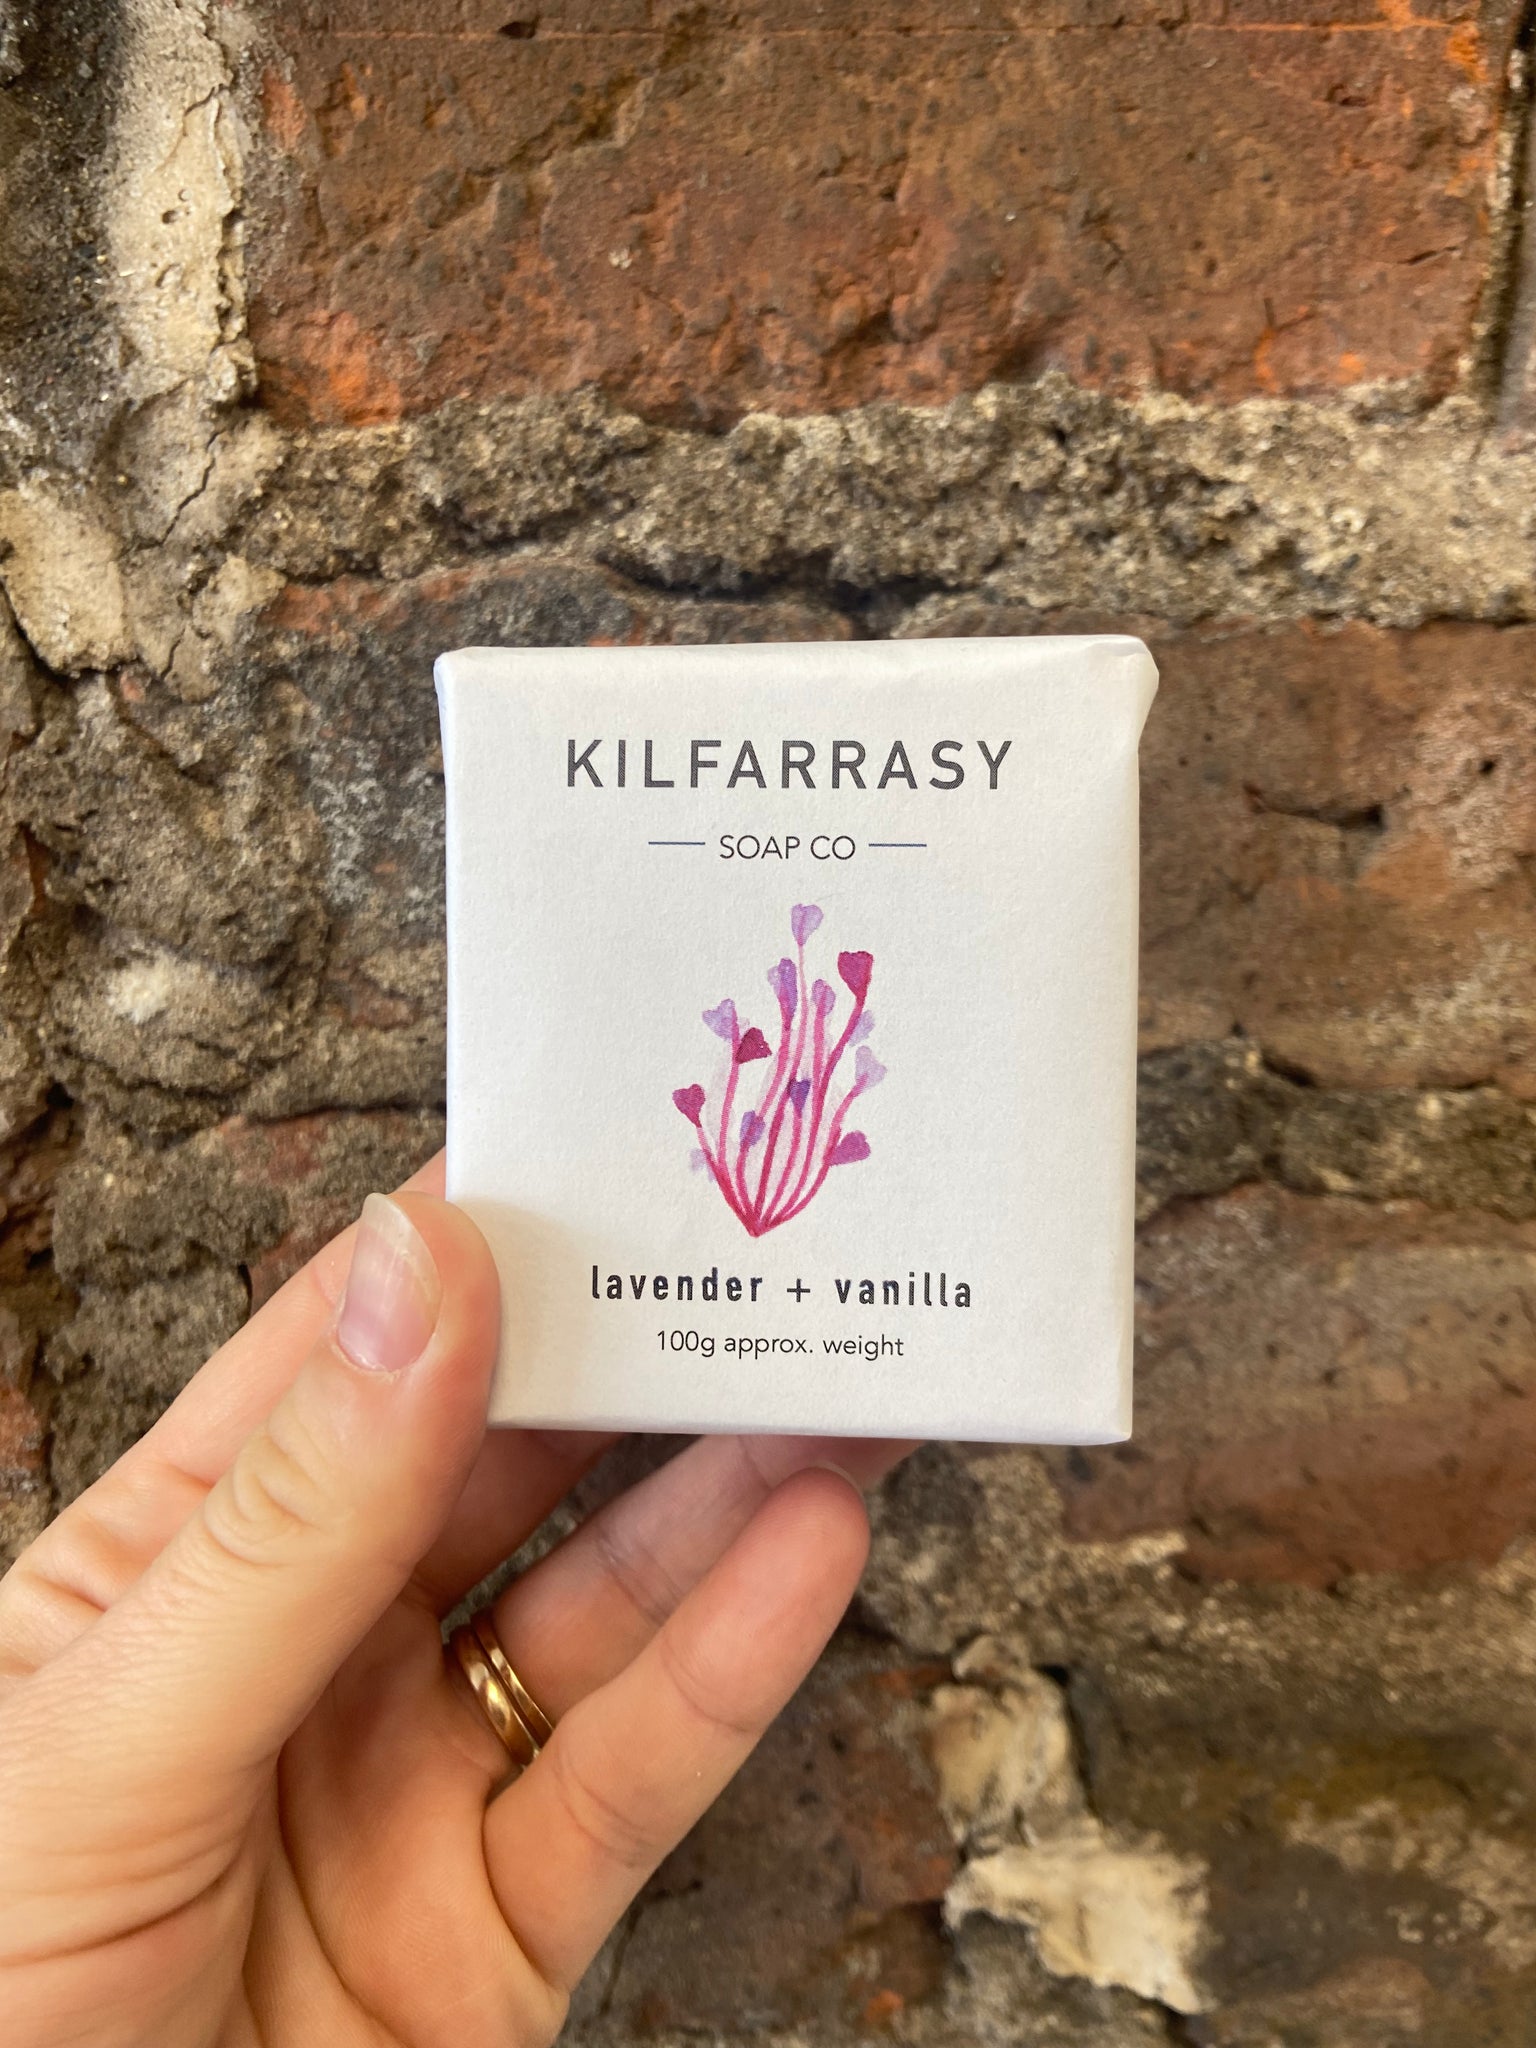 KILFARRASY
SOAP CO
lavender + vanilla
100g approx. weight